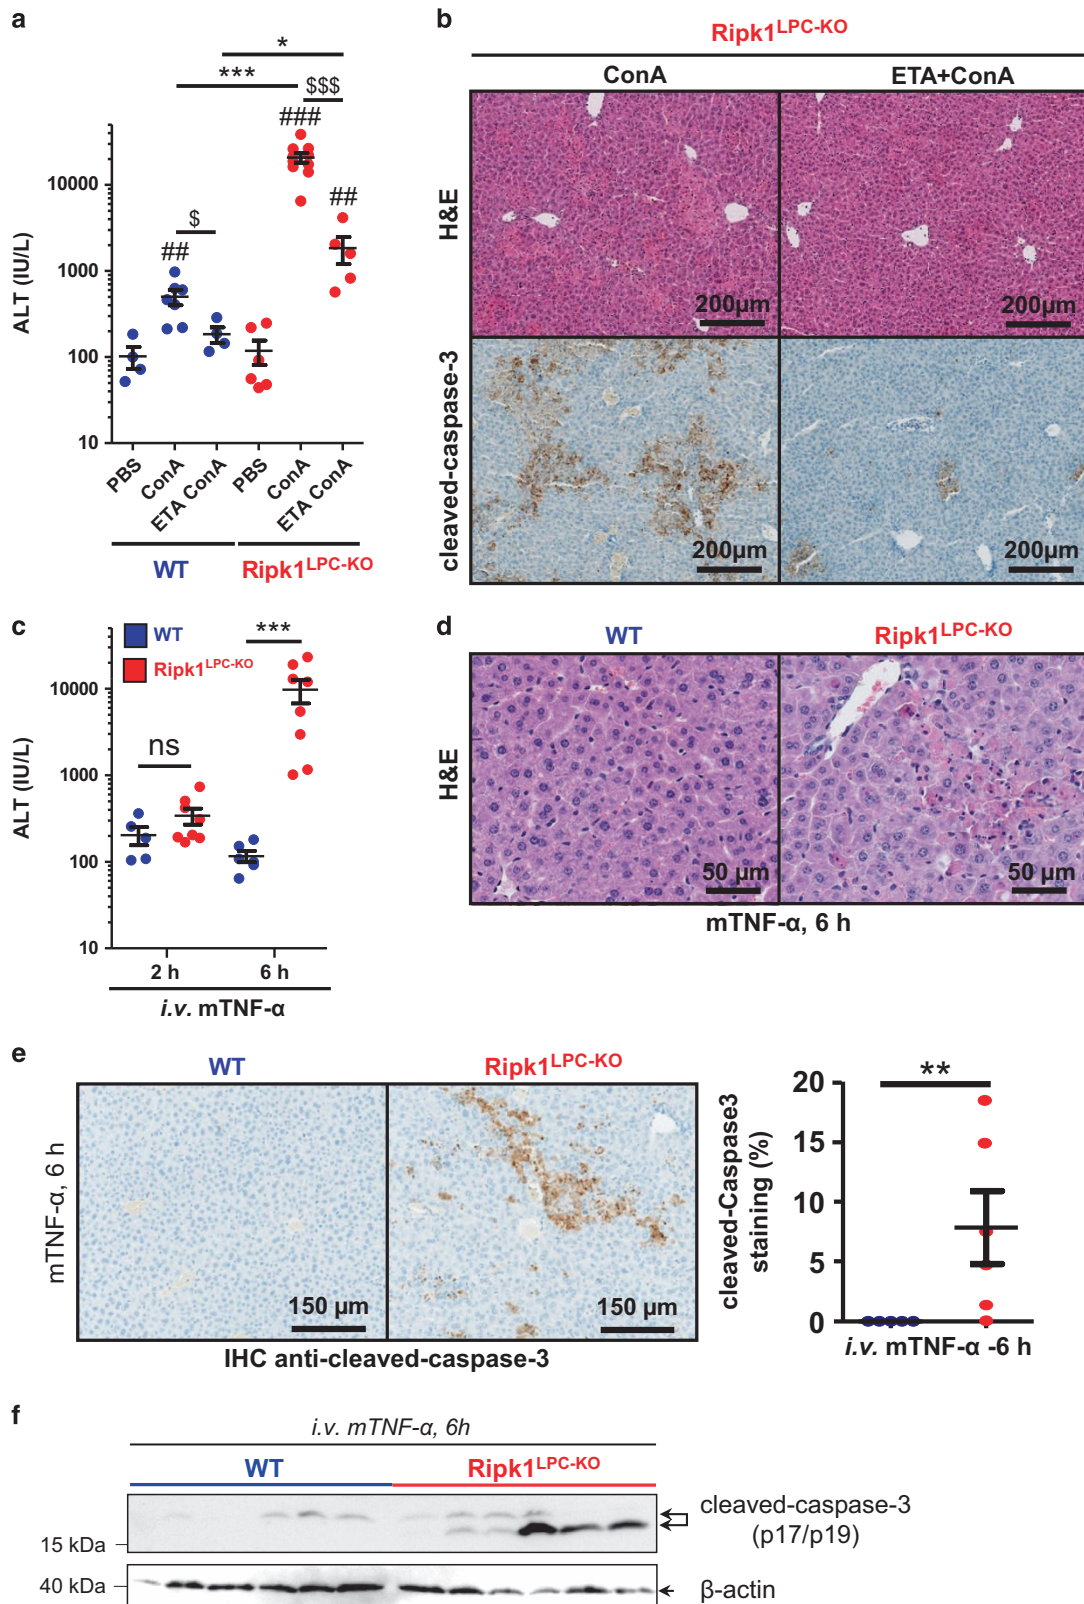 a
*
***
$$$
###
##
$
##
ALT (IU/L)
10000
1000
100
10
PBS
ConA
ETA ConA
PBS
ConA
ETA ConA
WT
Ripk1LPC-KO
b
Ripk1LPC-KO
ConA
ETA+ConA
H&E
200µm
200µm
cleaved-caspase-3
200µm
200µm
c
WT
Ripk1LPC-KO
***
ns
ALT (IU/L)
10000
1000
100
10
2 h
6 h
i.v. mTNF-α
d
WT
Ripk1LPC-KO
H&E
50 µm
50 µm
mTNF-α, 6 h
e
WT
Ripk1LPC-KO
mTNF-α, 6 h
150 µm
150 µm
IHC anti-cleaved-caspase-3
**
cleaved-Caspase3
staining (%)
20
15
10
5
0
i.v. mTNF-α -6 h
f
i.v. mTNF-α, 6h
WT
Ripk1LPC-KO
cleaved-caspase-3
(p17/p19)
15 kDa
40 kDa
β-actin